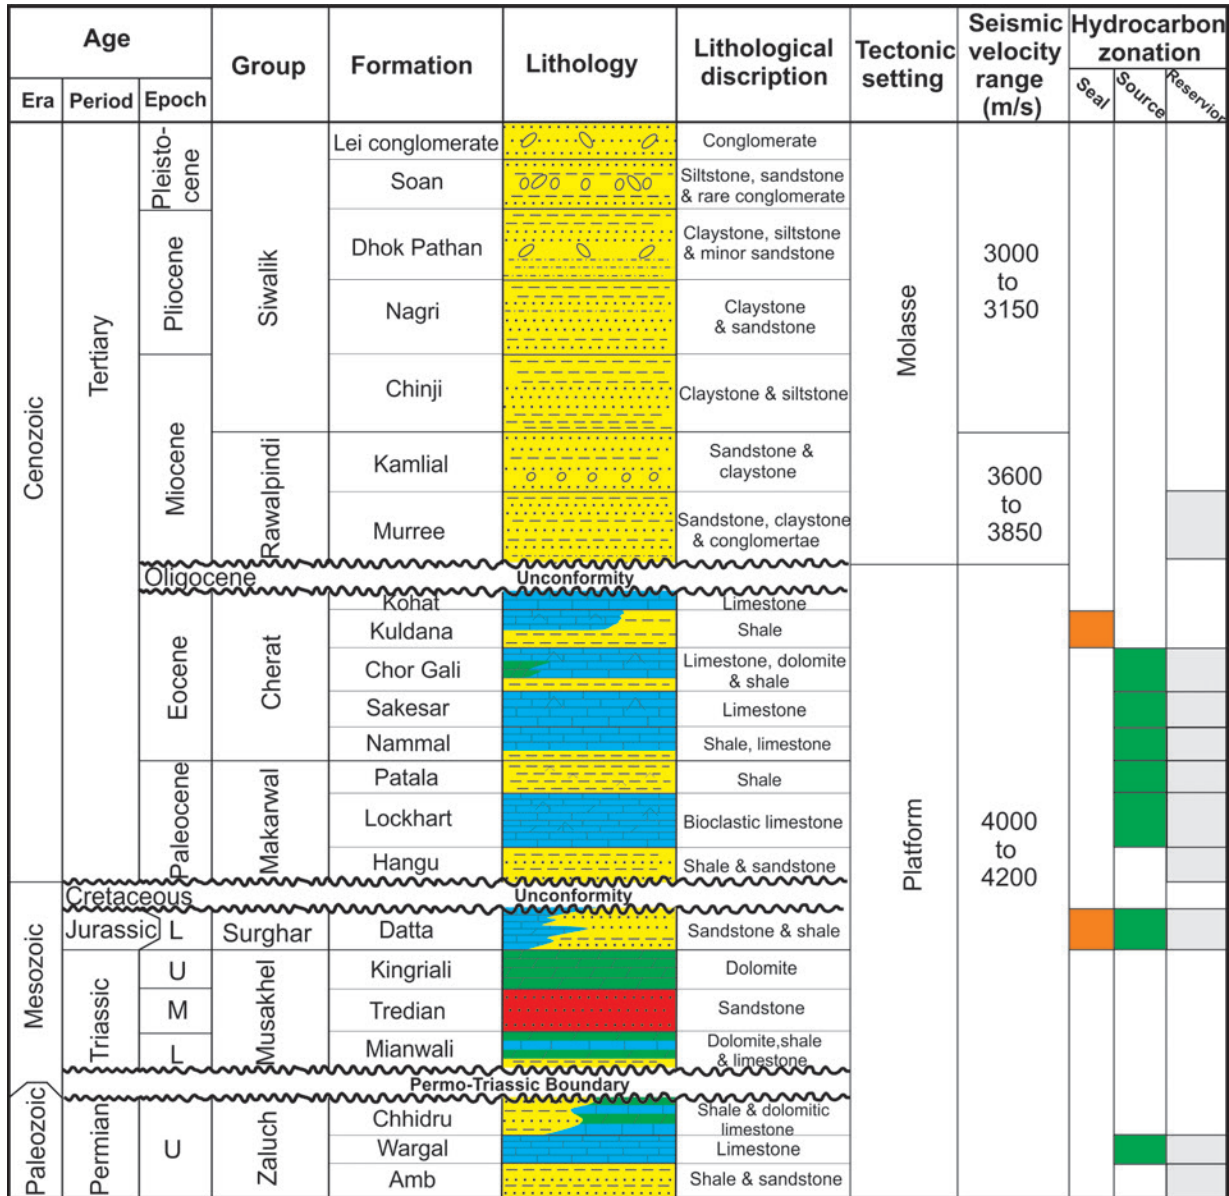 Age
Group
Formation
Lithology
Lithological
discription
Tectonic
setting
Seismic
velocity
range
(m/s)
Hydrocarbon
zonation
Era
Period
Epoch
Seal
Source
Reservior
Cenozoic
Tertiary
Pleisto-
cene
Pliocene
Miocene
Siwalik
Rawalpindi
Lei conglomerate
Conglomerate
Soan
Siltstone, sandstone
& rare conglomerate
Dhok Pathan
Claystone, siltstone
& minor sandstone
Nagri
Claystone
& sandstone
Chinji
Claystone & siltstone
Kamlial
Sandstone &
claystone
Murree
Sandstone, claystone
& conglomertae
Molasse
3000
to
3150
3600
to
3850
Oligocene
Unconformity
Eocene
Cherat
Kohat
Limestone
Kuldana
Shale
Chor Gali
Limestone, dolomite
& shale
Sakesar
Limestone
Nammal
Shale, limestone
Paleocene
Makarwal
Patala
Shale
Lockhart
Bioclastic limestone
Hangu
Shale & sandstone
Platform
4000
to
4200
Mesozoic
Cretaceous
Unconformity
Jurassic
L
Surghar
Datta
Sandstone & shale
Triassic
Musakhel
U
Kingriali
Dolomite
M
Tredian
Sandstone
L
Mianwali
Dolomite,shale
& limestone
Permo-Triassic Boundary
Paleozoic
Permian
U
Zaluch
Chhidru
Shale & dolomitic
limestone
Wargal
Limestone
Amb
Shale & sandstone